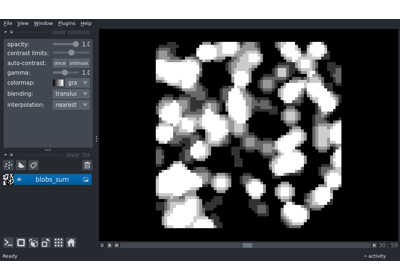 File View Window Plugins Help
layer controls
opacity: 1.0
contrast limits:
auto-contrast: once continuous
gamma: 1.0
colormap: gra
blending: translu
interpolation: nearest
layer list
blobs_sum
0 30 59
Ready activity